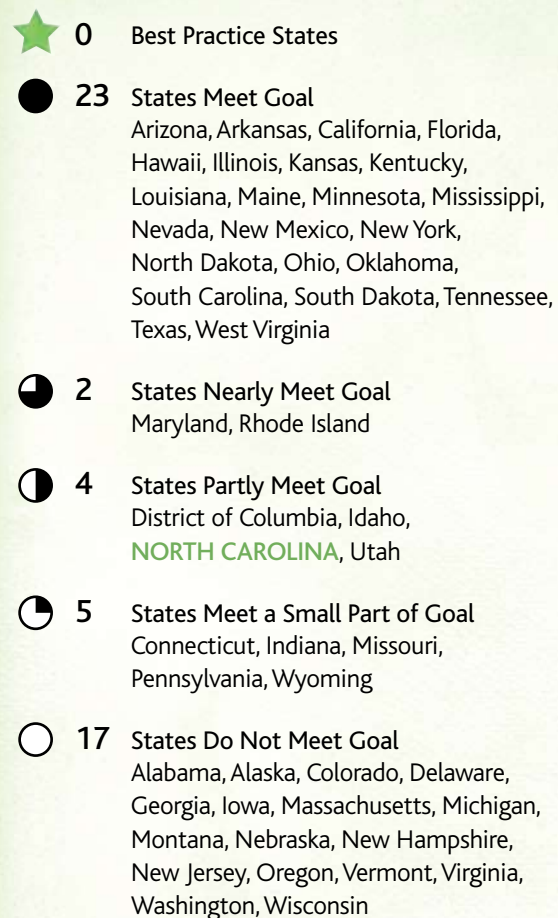 0 Best Practice States
23 States Meet Goal
Arizona, Arkansas, California, Florida,
Hawaii, Illinois, Kansas, Kentucky,
Louisiana, Maine, Minnesota, Mississippi,
Nevada, New Mexico, New York,
North Dakota, Ohio, Oklahoma,
South Carolina, South Dakota, Tennessee,
Texas, West Virginia
2 States Nearly Meet Goal
Maryland, Rhode Island
4 States Partly Meet Goal
District of Columbia, Idaho,
NORTH CAROLINA, Utah
5 States Meet a Small Part of Goal
Connecticut, Indiana, Missouri,
Pennsylvania, Wyoming
17 States Do Not Meet Goal
Alabama, Alaska, Colorado, Delaware,
Georgia, Iowa, Massachusetts, Michigan,
Montana, Nebraska, New Hampshire,
New Jersey, Oregon, Vermont, Virginia,
Washington, Wisconsin